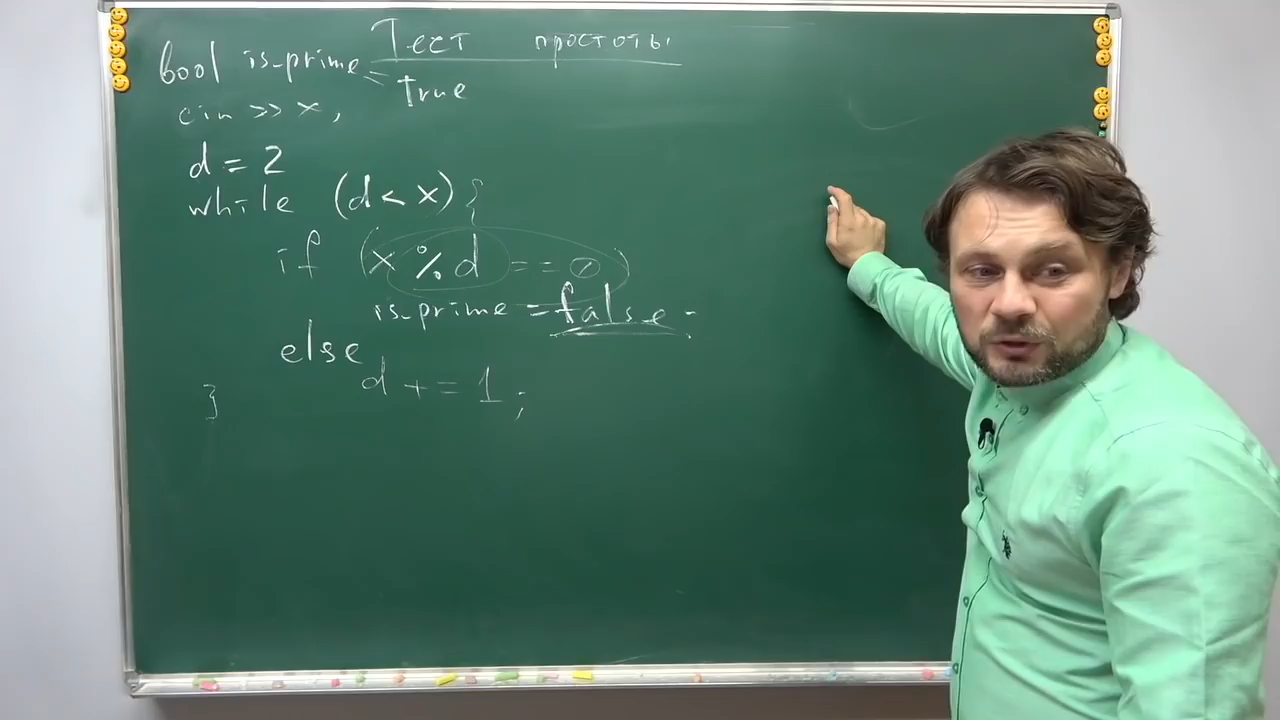 Тест простоты
bool is_prime = True
cin >> x,
d = 2
while (d < x) {
if (x % d == 0)
is_prime = false
else
d += 1;
}